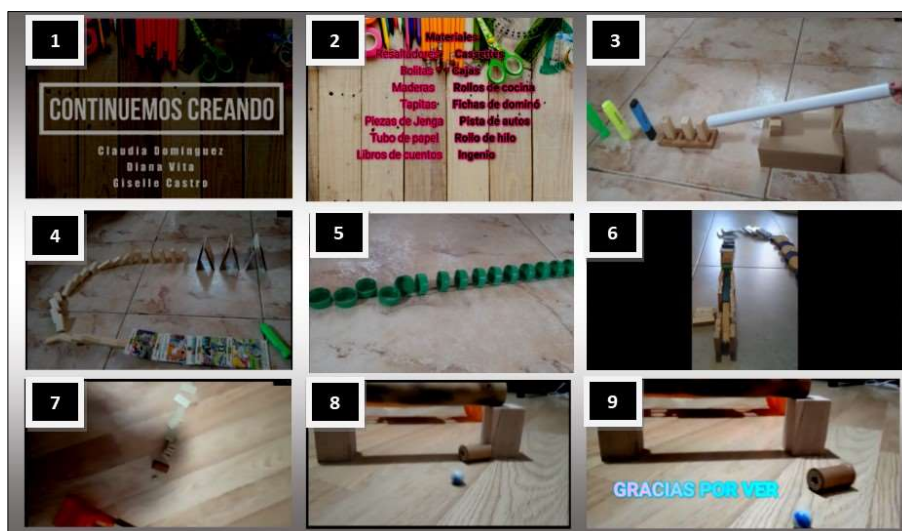 1
CONTINUEMOS CREANDO
Claudia Dominguez
Diana Vita
Giselle Castro
2
Materiales
Resaltadores Cassettes
Bolitas Cajas
Maderas Rollos de cocina
Tapitas Fichas de dominó
Piezas de Jenga Pista de autos
Tubo de papel Rollo de hilo
Libros de cuentos Ingenio
3
4
5
6
7
8
9
GRACIAS POR VER